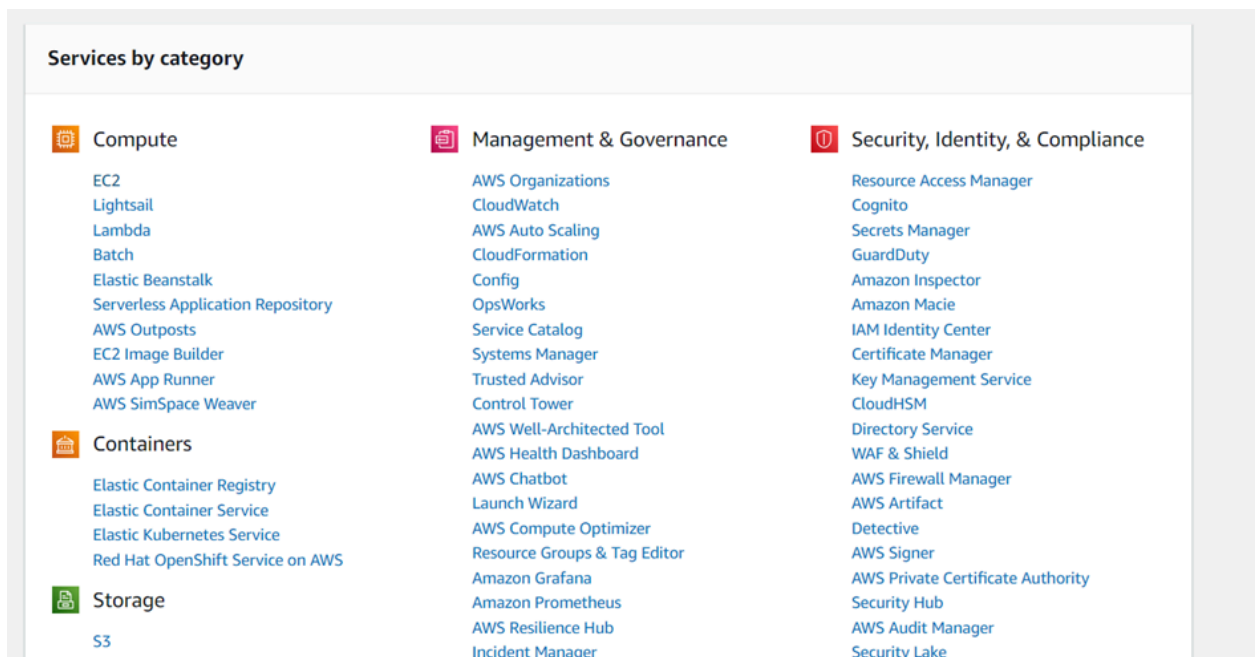 Services by category
Compute
EC2
Lightsail
Lambda
Batch
Elastic Beanstalk
Serverless Application Repository
AWS Outposts
EC2 Image Builder
AWS App Runner
AWS SimSpace Weaver
Containers
Elastic Container Registry
Elastic Container Service
Elastic Kubernetes Service
Red Hat OpenShift Service on AWS
Storage
S3
Management & Governance
AWS Organizations
CloudWatch
AWS Auto Scaling
CloudFormation
Config
OpsWorks
Service Catalog
Systems Manager
Trusted Advisor
Control Tower
AWS Well-Architected Tool
AWS Health Dashboard
AWS Chatbot
Launch Wizard
AWS Compute Optimizer
Resource Groups & Tag Editor
Amazon Grafana
Amazon Prometheus
AWS Resilience Hub
Incident Manager
Security, Identity, & Compliance
Resource Access Manager
Cognito
Secrets Manager
GuardDuty
Amazon Inspector
Amazon Macie
IAM Identity Center
Certificate Manager
Key Management Service
CloudHSM
Directory Service
WAF & Shield
AWS Firewall Manager
AWS Artifact
Detective
AWS Signer
AWS Private Certificate Authority
Security Hub
AWS Audit Manager
Security Lake